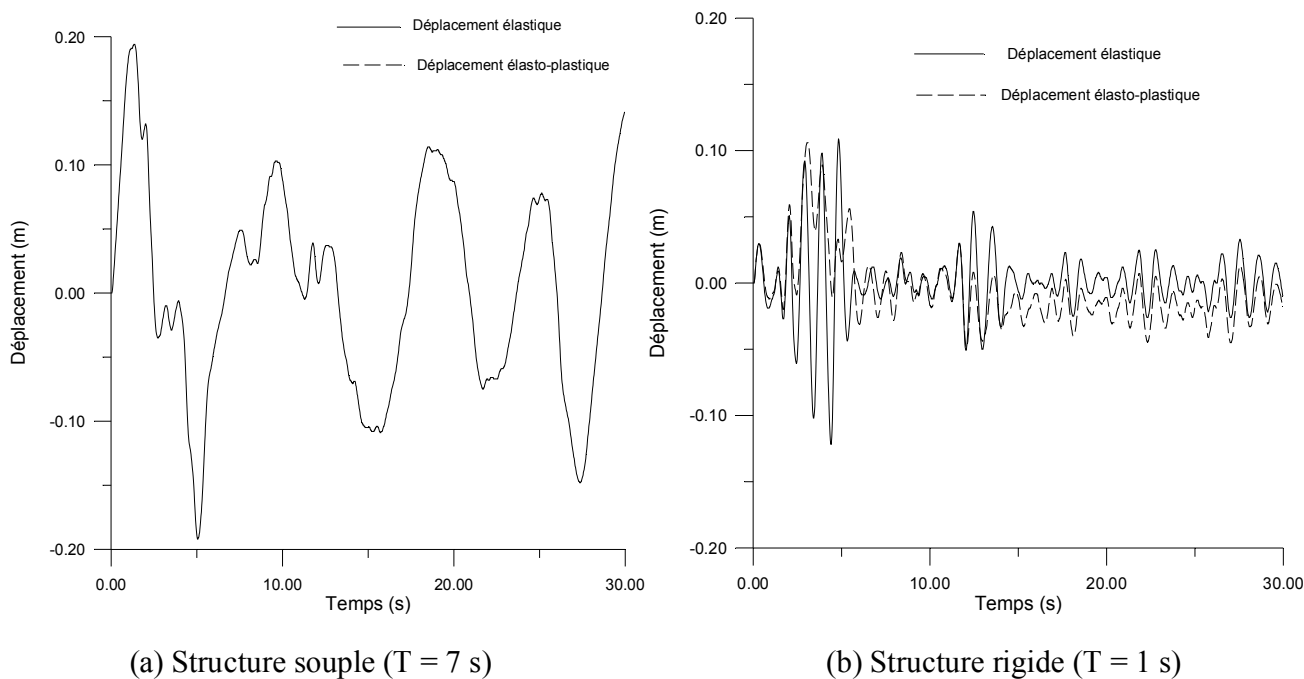 Déplacement élastique
Déplacement élasto-plastique
0.20
0.10
0.00
-0.10
-0.20
Déplacement (m)
0.00
10.00
20.00
30.00
Temps (s)
(a) Structure souple (T = 7 s)
Déplacement élastique
Déplacement élasto-plastique
0.20
0.10
0.00
-0.10
-0.20
Déplacement (m)
0.00
10.00
20.00
30.00
Temps (s)
(b) Structure rigide (T = 1 s)